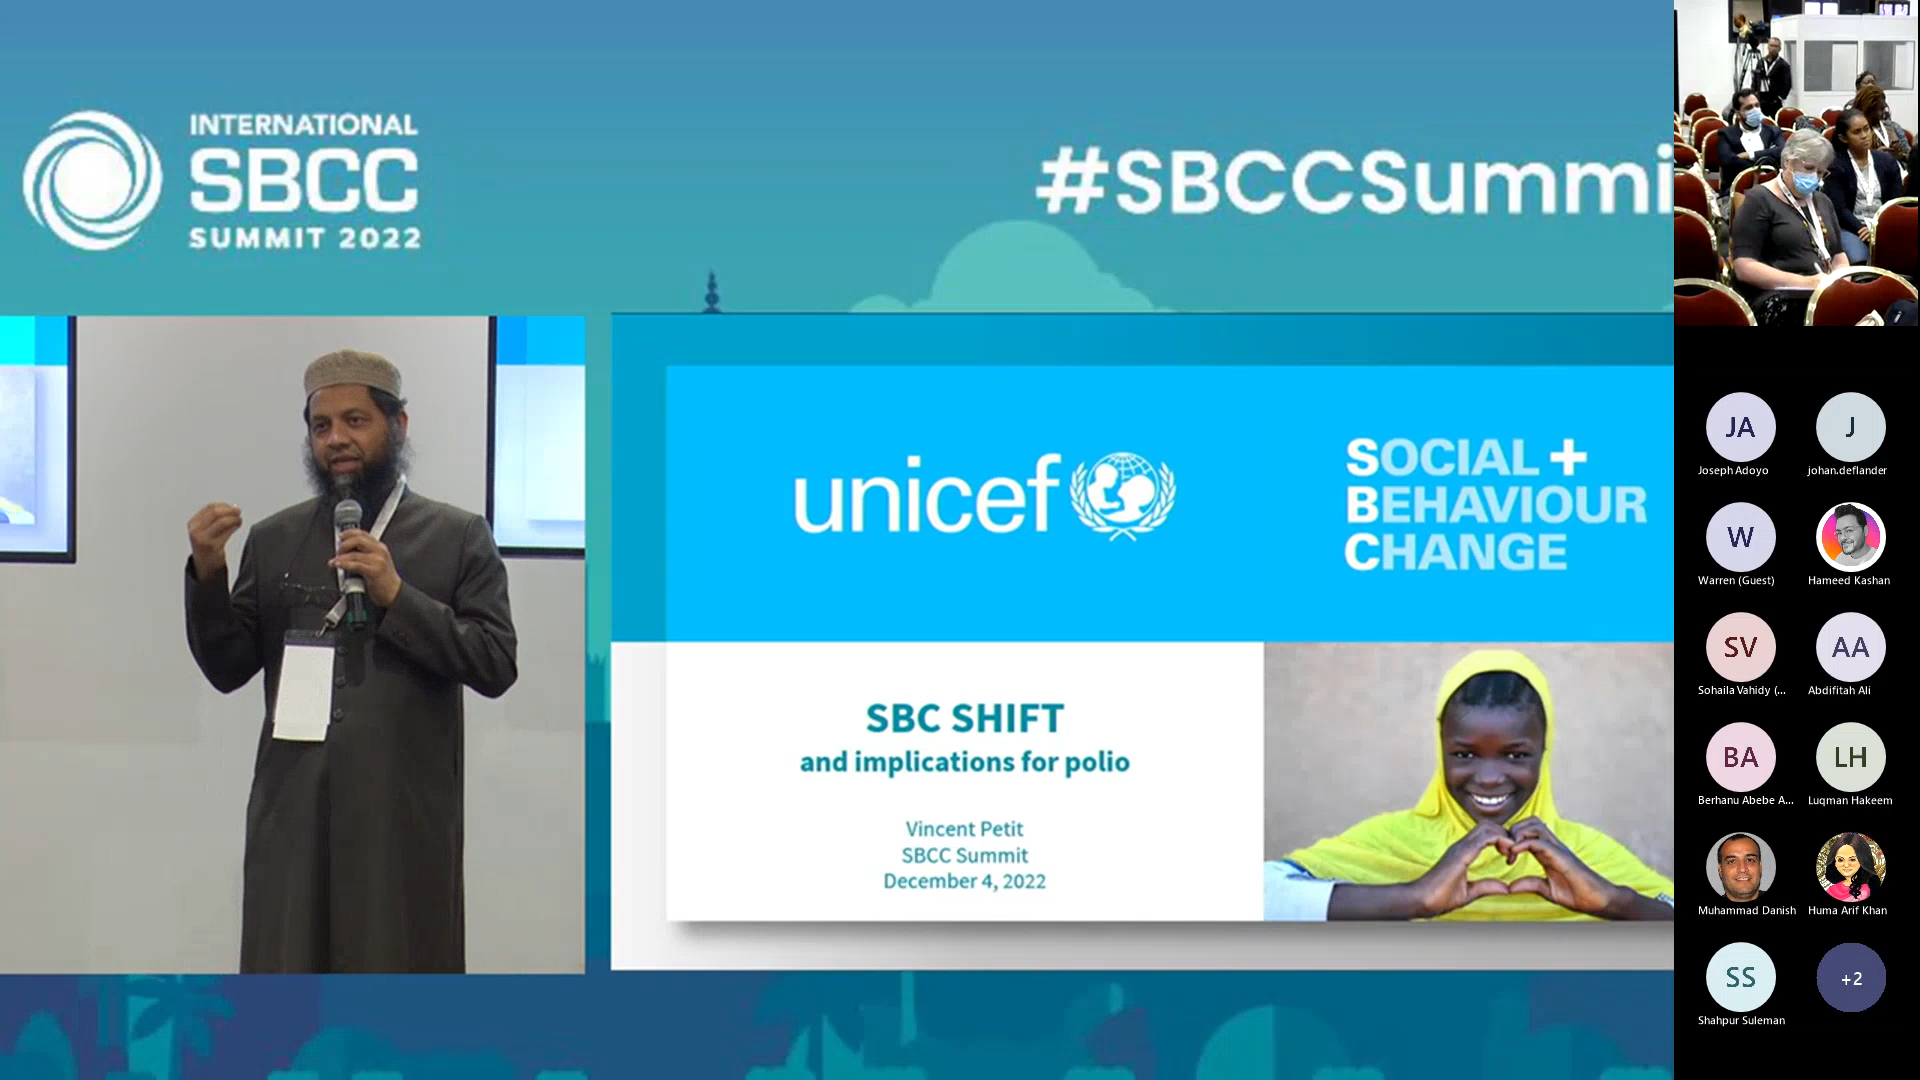 INTERNATIONAL
SBCC
SUMMIT 2022
#SBCCSummi
unicef
SOCIAL +
BEHAVIOUR
CHANGE
SBC SHIFT
and implications for polio
Vincent Petit
SBCC Summit
December 4, 2022
JA
J
Joseph Adoyo
johan.deflander
W
Warren (Guest)
Hameed Kashan
SV
AA
Sohaila Vahidy (...
Abdifitah Ali
BA
LH
Berhanu Abebe A...
Luqman Hakeem
Muhammad Danish
Huma Arif Khan
SS
+2
Shahpur Suleman